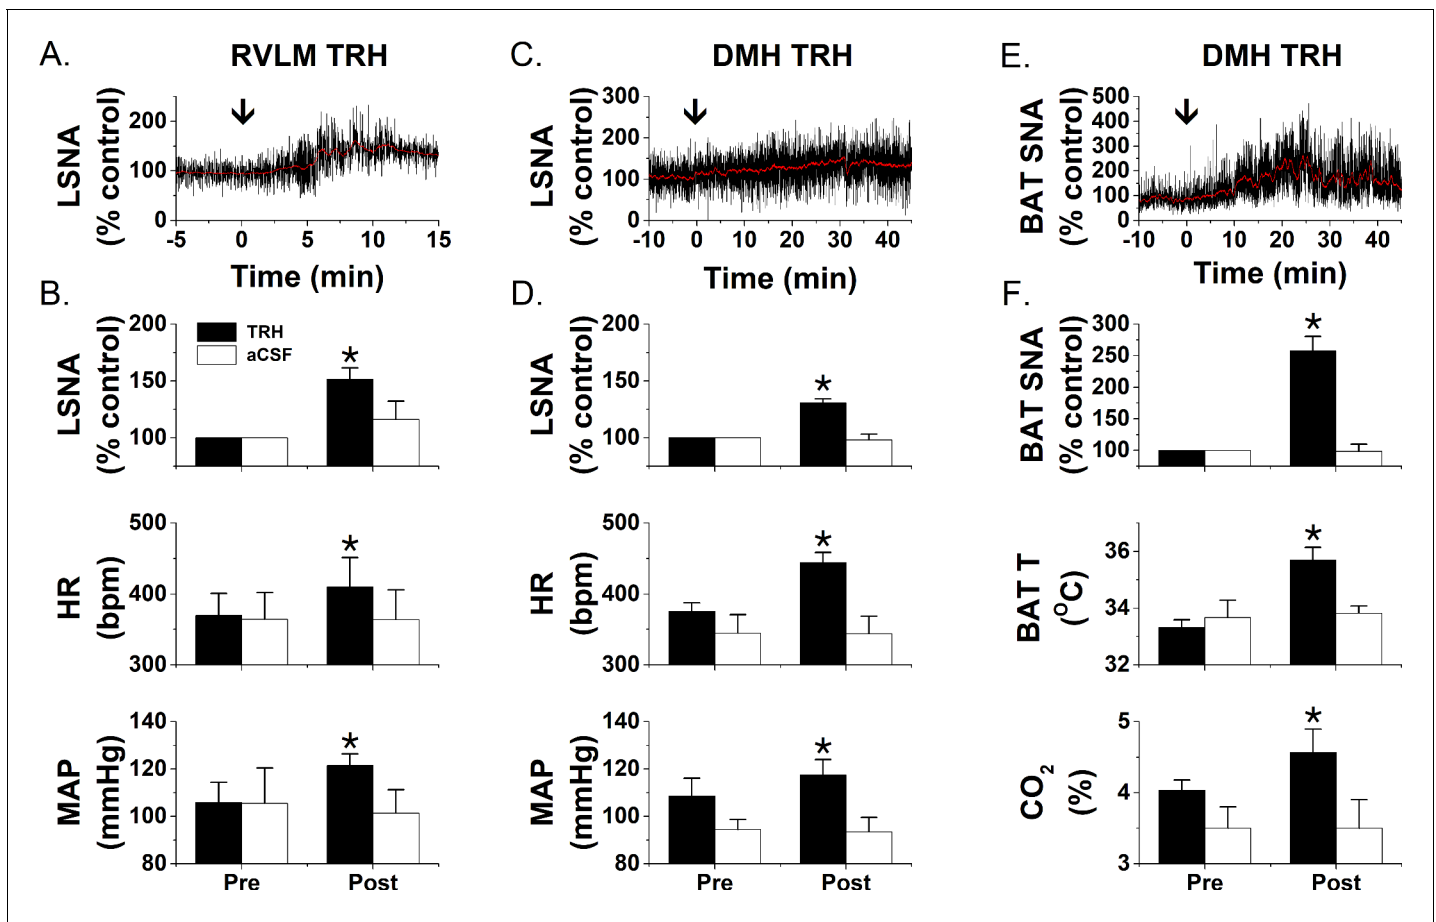 A.
RVLM TRH
LSNA
(% control)
200
100
0
-5
0
5
10
15
Time (min)
B.
TRH
aCSF
LSNA
(% control)
200
150
100
*
HR
(bpm)
500
400
300
*
MAP
(mmHg)
140
120
100
80
*
Pre
Post
C.
DMH TRH
LSNA
(% control)
300
200
100
0
-10
0
10
20
30
40
Time (min)
D.
LSNA
(% control)
200
150
100
*
HR
(bpm)
500
400
300
*
MAP
(mmHg)
140
120
100
80
*
Pre
Post
E.
DMH TRH
BAT SNA
(% control)
500
400
300
200
100
0
-10
0
10
20
30
40
Time (min)
F.
BAT SNA
(% control)
300
250
200
150
100
*
BAT T
(OC)
36
34
32
*
CO2
(%)
5
4
3
*
Pre
Post